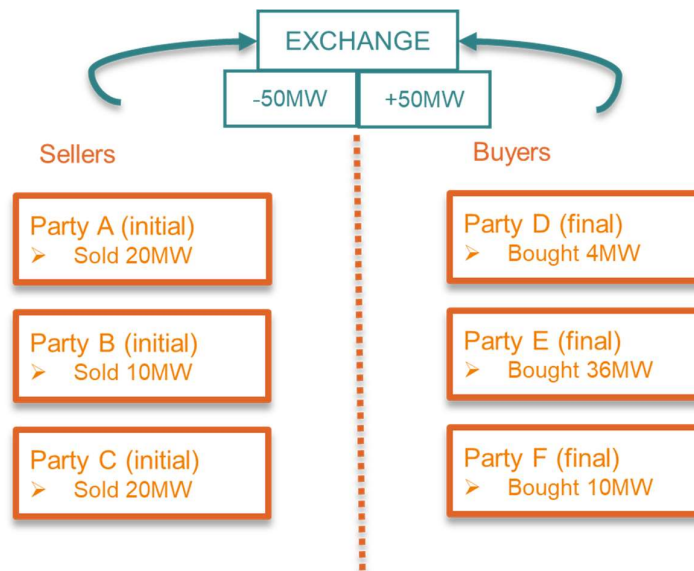 EXCHANGE
-50MW
+50MW
Sellers
Buyers
Party A (initial)
➢ Sold 20MW
Party B (initial)
➢ Sold 10MW
Party C (initial)
➢ Sold 20MW
Party D (final)
➢ Bought 4MW
Party E (final)
➢ Bought 36MW
Party F (final)
➢ Bought 10MW